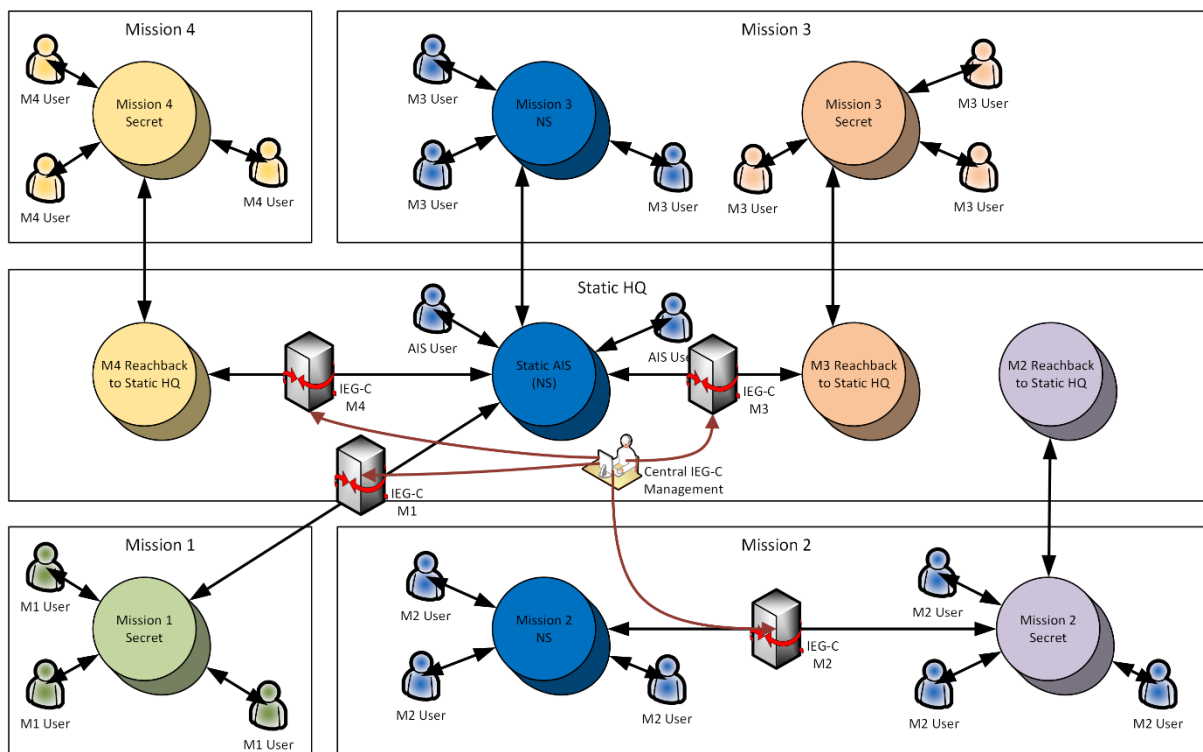 Mission 4
M4 User
Mission 4
Secret
M4 User
M4 User
Mission 3
M3 User
Mission 3
NS
M3 User
M3 User
Mission 3
Secret
M3 User
M3 User
M3 User
Static HQ
AIS User
AIS User
M4 Reachback
to Static HQ
IEG-C
M4
Static AIS
(NS)
IEG-C
M3
M3 Reachback
to Static HQ
M2 Reachback
to Static HQ
IEG-C
M1
Central IEG-C
Management
Mission 1
M1 User
Mission 1
Secret
M1 User
M1 User
Mission 2
M2 User
Mission 2
NS
M2 User
M2 User
IEG-C
M2
M2 User
Mission 2
Secret
M2 User
M2 User